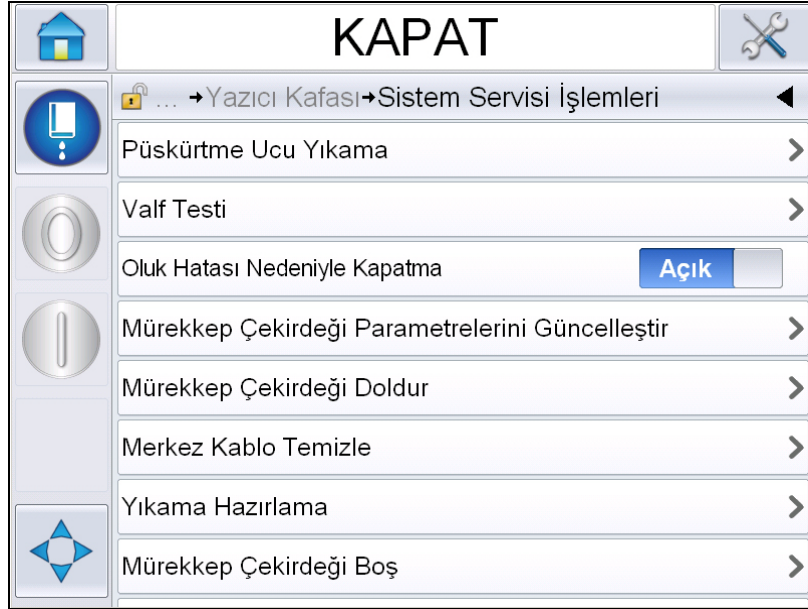 KAPAT
... →Yazıcı Kafası→Sistem Servisi İşlemleri
Püskürtme Ucu Yıkama
Valf Testi
Oluk Hatası Nedeniyle Kapatma Açık
Mürekkep Çekirdeği Parametrelerini Güncelleştir
Mürekkep Çekirdeği Doldur
Merkez Kablo Temizle
Yıkama Hazırlama
Mürekkep Çekirdeği Boş